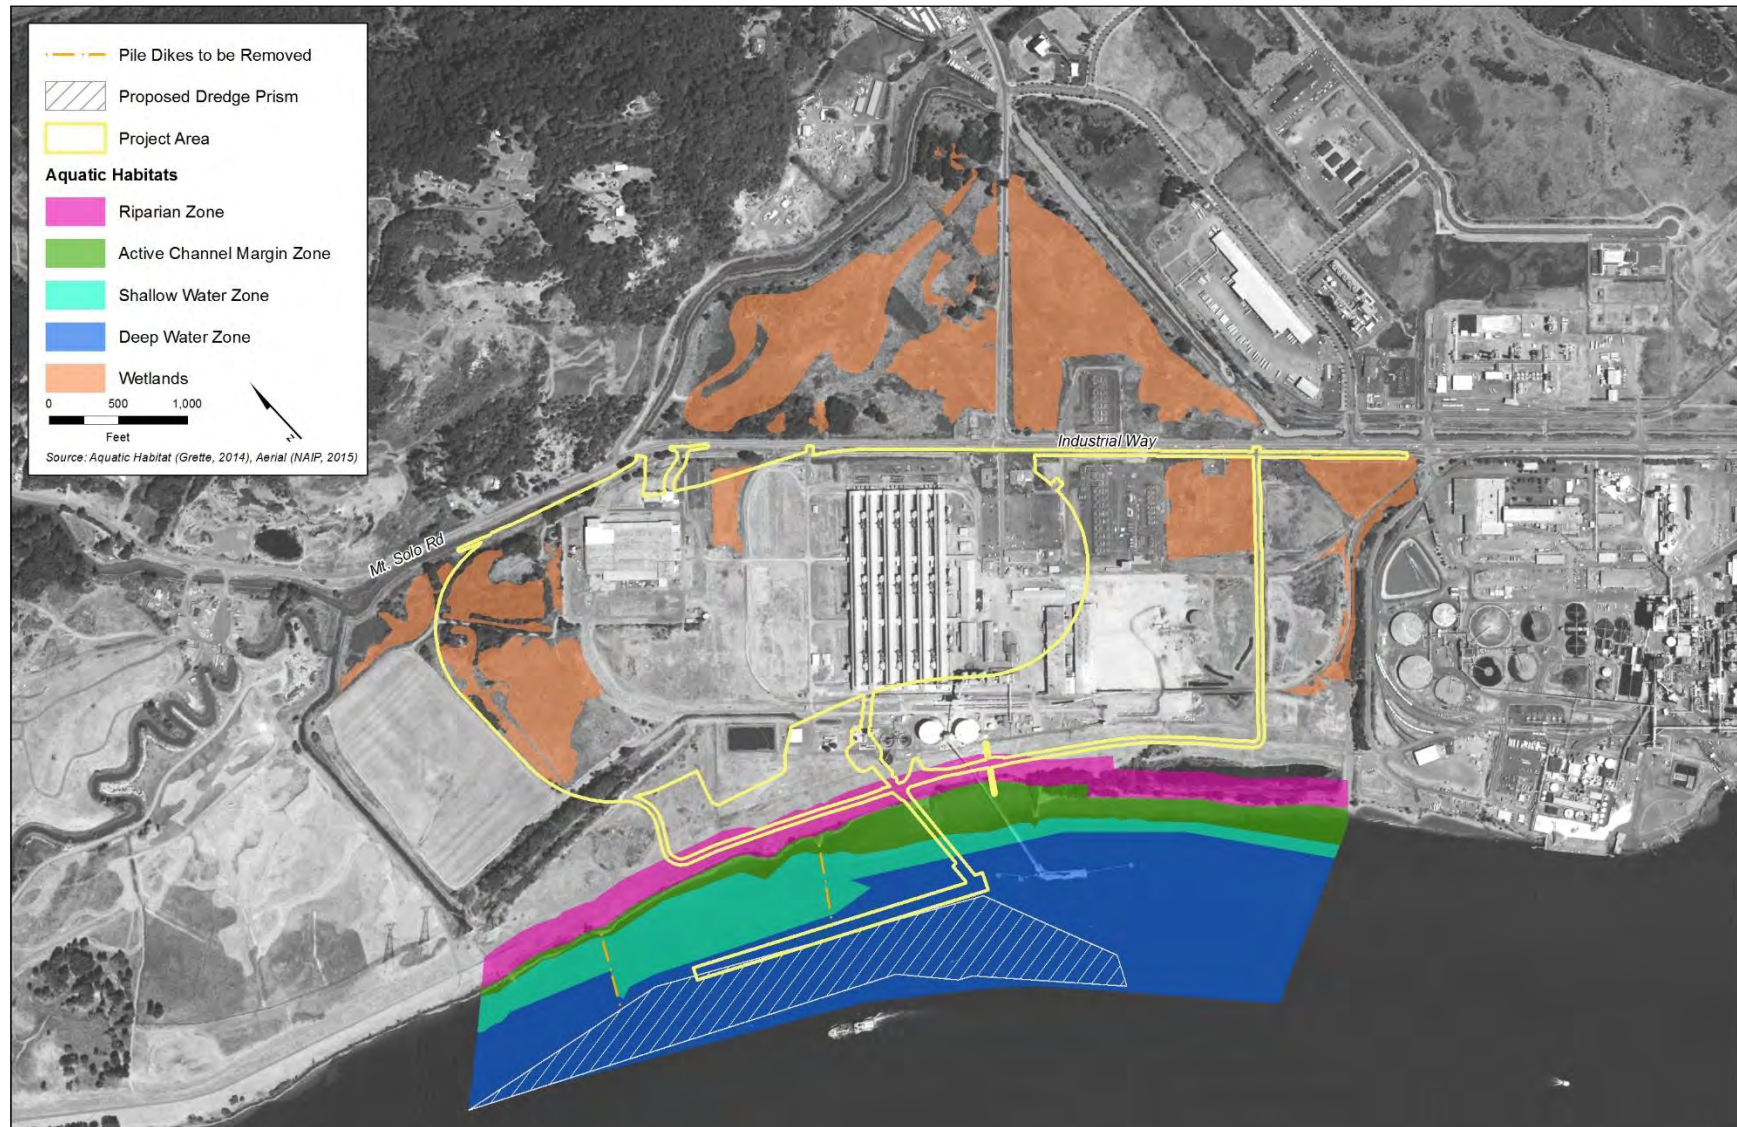 Pile Dikes to be Removed
Proposed Dredge Prism
Project Area
Aquatic Habitats
Riparian Zone
Active Channel Margin Zone
Shallow Water Zone
Deep Water Zone
Wetlands
0 500 1,000
Feet
N
Source: Aquatic Habitat (Grette, 2014), Aerial (NAIP, 2015)
Industrial Way
Mt. Solo Rd